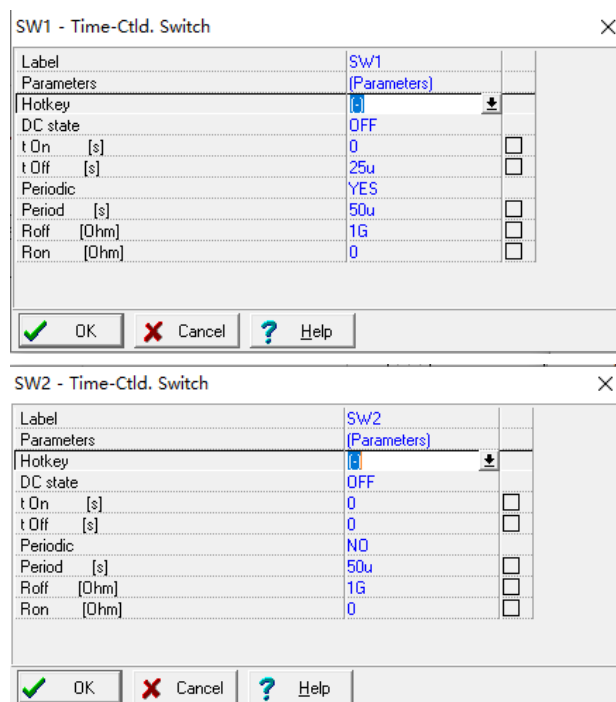 SW1 - Time-Ctld. Switch
Label SW1
Parameters (Parameters)
Hotkey [-]
DC state OFF
t On [s] 0
t Off [s] 25u
Periodic YES
Period [s] 50u
Roff [Ohm] 1G
Ron [Ohm] 0
OK Cancel ? Help
SW2 - Time-Ctld. Switch
Label SW2
Parameters (Parameters)
Hotkey [-]
DC state OFF
t On [s] 0
t Off [s] 0
Periodic NO
Period [s] 50u
Roff [Ohm] 1G
Ron [Ohm] 0
OK Cancel ? Help